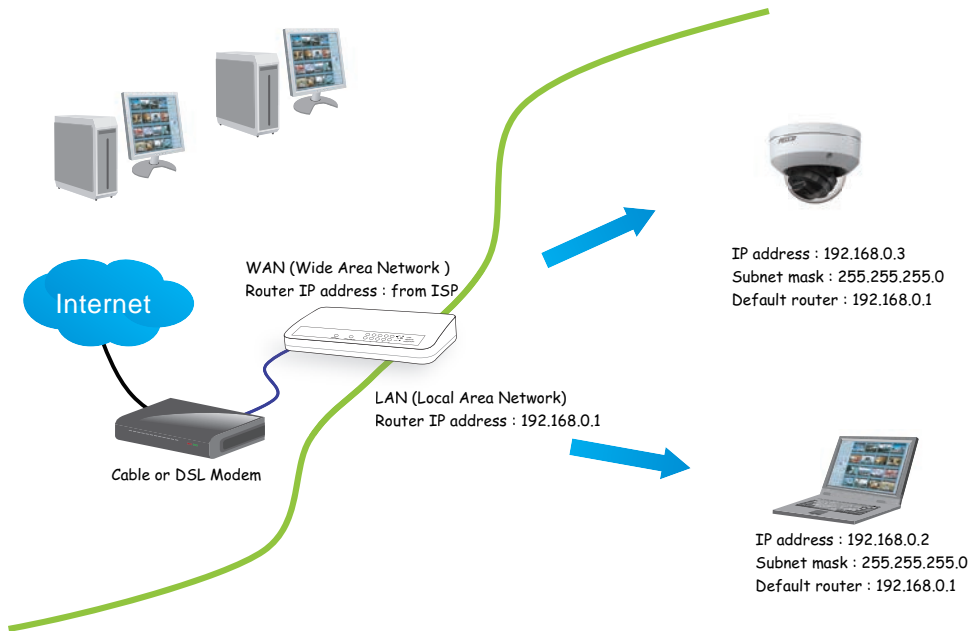 WAN (Wide Area Network )
Router IP address : from ISP
Internet
Cable or DSL Modem
LAN (Local Area Network)
Router IP address : 192.168.0.1
IP address : 192.168.0.3
Subnet mask : 255.255.255.0
Default router : 192.168.0.1
IP address : 192.168.0.2
Subnet mask : 255.255.255.0
Default router : 192.168.0.1